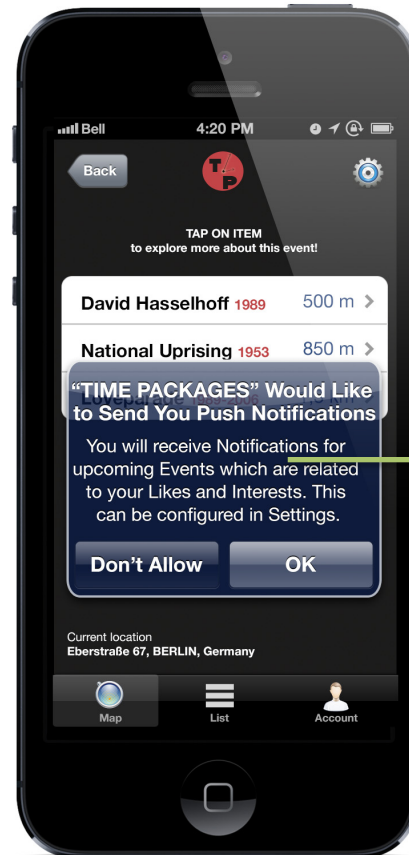 Bell 4:20 PM
Back
T P
TAP ON ITEM
to explore more about this event!
David Hasselhoff 1989 500 m
National Uprising 1953 850 m
Loveparade 1989-2006
"TIME PACKAGES" Would Like
to Send You Push Notifications
You will receive Notifications for
upcoming Events which are related
to your Likes and Interests. This
can be configured in Settings.
Don't Allow OK
Current location
Eberstraße 67, BERLIN, Germany
Map List Account